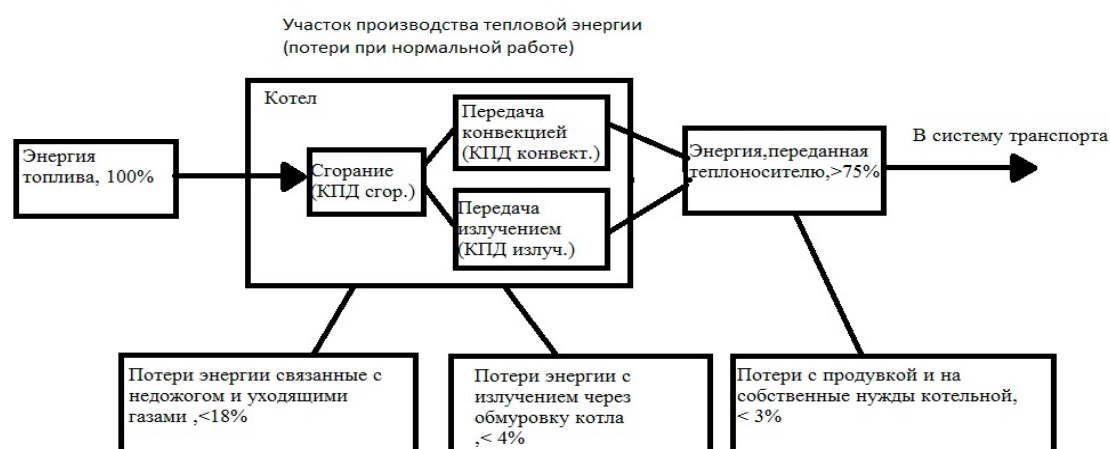 Участок производства тепловой энергии
(потери при нормальной работе)
Котел
Энергия
топлива, 100%
Сгорание
(КПД сгор.)
Передача
конвекцией
(КПД конвект.)
Передача
излучением
(КПД излуч.)
Энергия,переданная
теплоносителю,>75%
В систему транспорта
Потери энергии связанные с
недожогом и уходящими
газами ,<18%
Потери энергии с
излучением через
обмуровку котла
,< 4%
Потери с продувкой и на
собственные нужды котельной,
< 3%